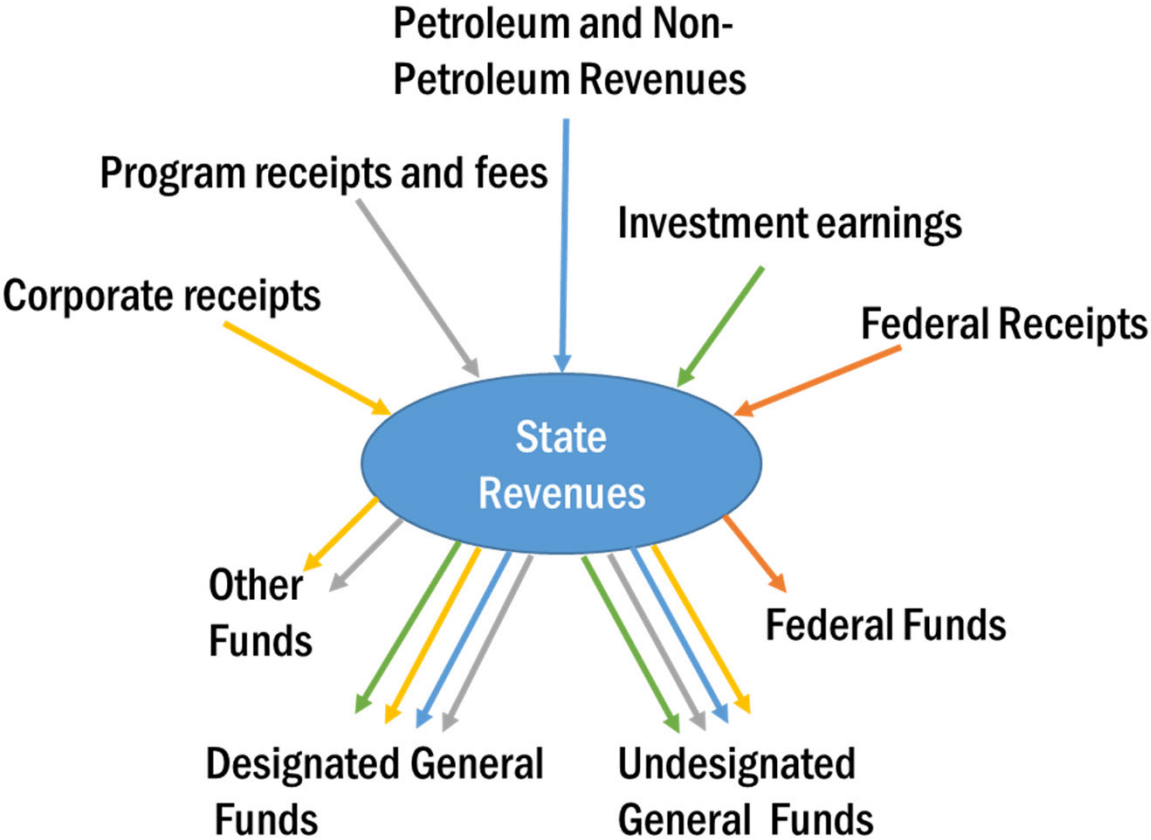 Petroleum and Non-
Petroleum Revenues
Program receipts and fees
Investment earnings
Corporate receipts
Federal Receipts
State
Revenues
Other
Funds
Federal Funds
Designated General
Funds
Undesignated
General Funds